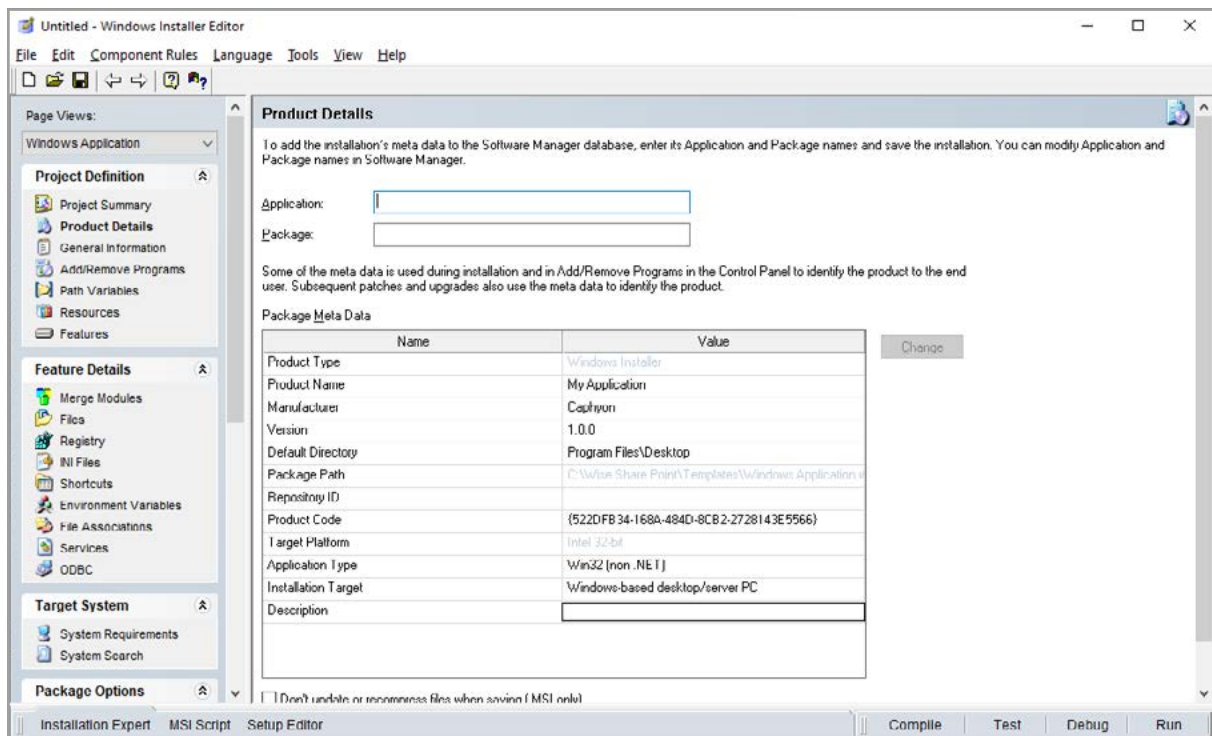 Untitled - Windows Installer Editor
File Edit Component Rules Language Tools View Help
Page Views:
Windows Application
Project Definition
Project Summary
Product Details
General Information
Add/Remove Programs
Path Variables
Resources
Features
Feature Details
Merge Modules
Files
Registry
INI Files
Shortcuts
Environment Variables
File Associations
Services
ODBC
Target System
System Requirements
System Search
Package Options
Product Details
To add the installation's meta data to the Software Manager database, enter its Application and Package names and save the installation. You can modify Application and
Package names in Software Manager.
Application:
Package:
Some of the meta data is used during installation and in Add/Remove Programs in the Control Panel to identify the product to the end
user. Subsequent patches and upgrades also use the meta data to identify the product.
Package Meta Data
Name Value
Change
Product Type Windows Installer
Product Name My Application
Manufacturer Caphyon
Version 1.0.0
Default Directory Program Files\Desktop
Package Path C:\Wise Share Point\Templates\Windows Application
Repository ID
Product Code {522DFB34-168A-484D-8CB2-2728143E5566}
Target Platform Intel 32-bit
Application Type Win32 (non .NET)
Installation Target Windows-based desktop/server PC
Description
Don't update or recompress files when saving (.MSI only)
Installation Expert MSI Script Setup Editor Compile Test Debug Run